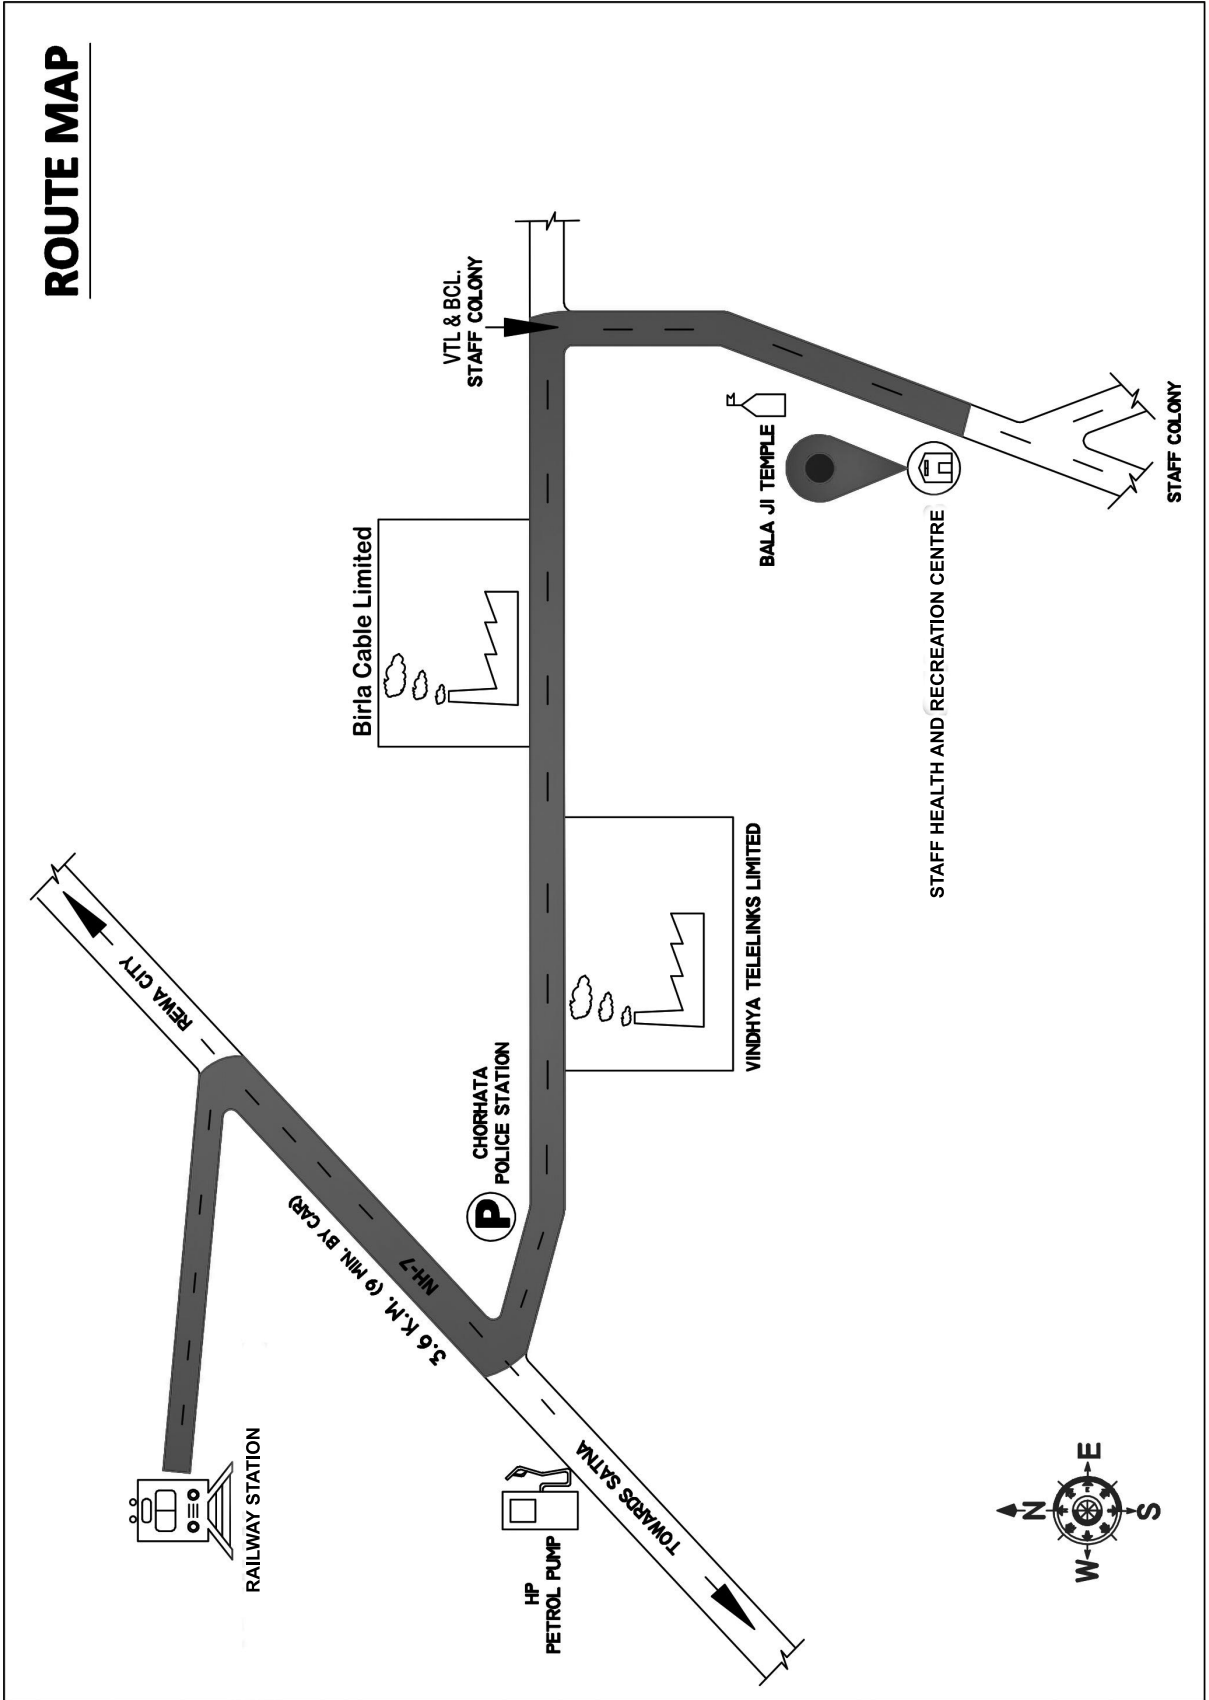 ROUTE MAP
RAILWAY STATION
REWA CITY
3.6 K.M. (9 MIN. BY CAR)
NH-7
Birla Cable Limited
VTL & BCL.
STAFF COLONY
CHORHATA
POLICE STATION
P
HP
PETROL PUMP
TOWARDS SATNA
VINDHYA TELELINKS LIMITED
BALA JI TEMPLE
STAFF HEALTH AND RECREATION CENTRE
STAFF COLONY
N
W
E
S